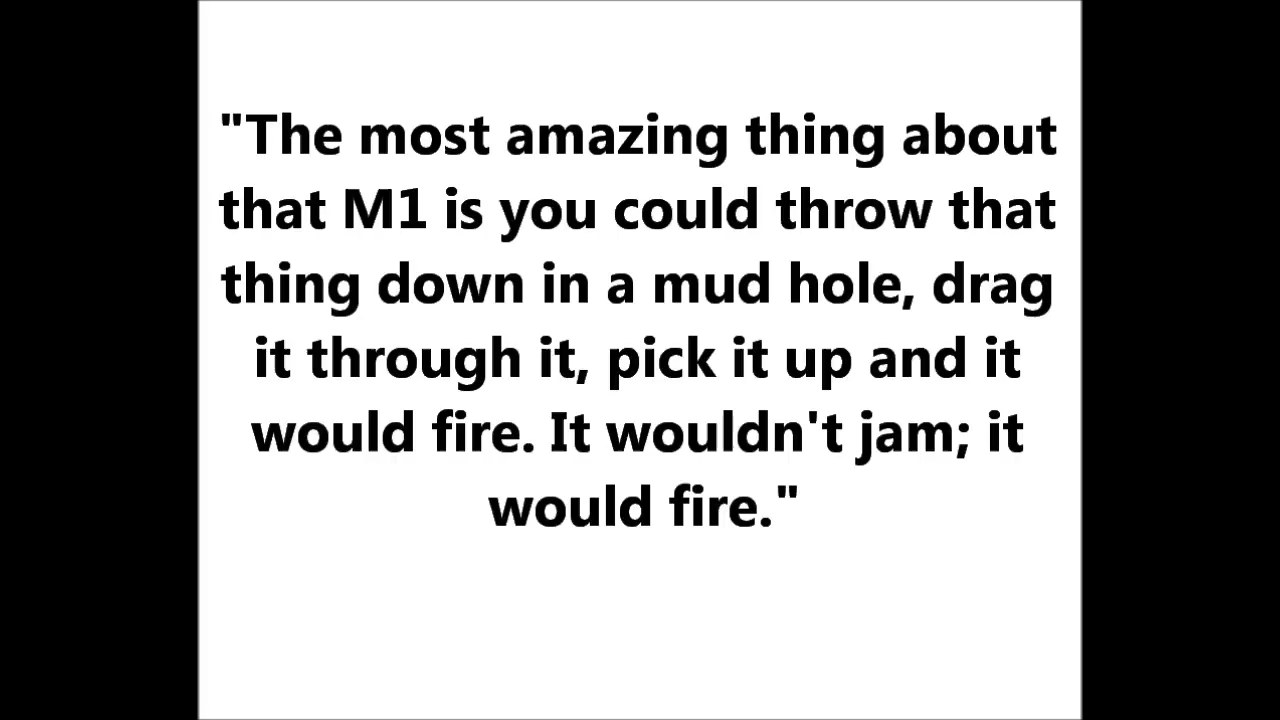 "The most amazing thing about
that M1 is you could throw that
thing down in a mud hole, drag
it through it, pick it up and it
would fire. It wouldn't jam; it
would fire."